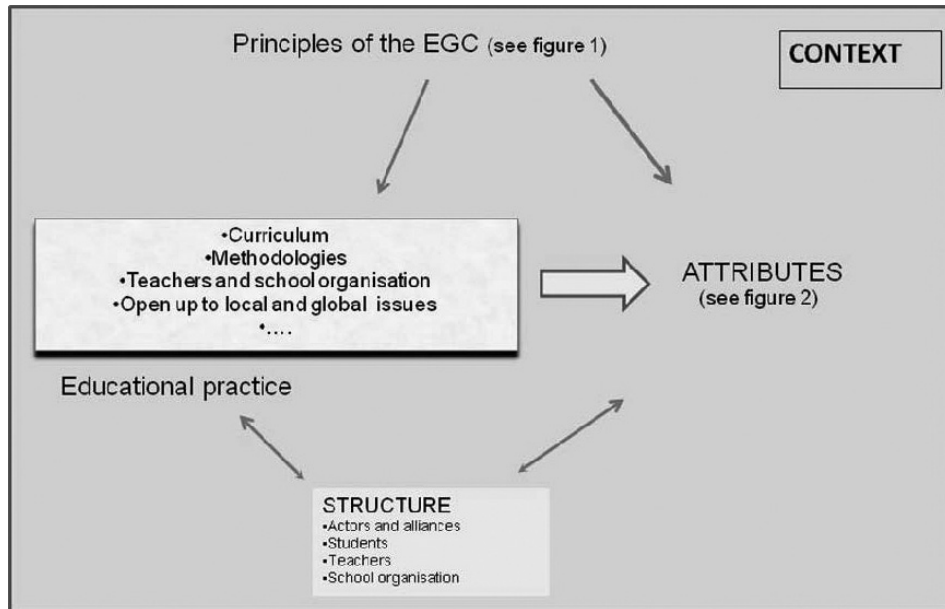 Principles of the EGC (see figure 1)
CONTEXT
•Curriculum
•Methodologies
•Teachers and school organisation
•Open up to local and global issues
•....
ATTRIBUTES
(see figure 2)
Educational practice
STRUCTURE
•Actors and alliances
•Students
•Teachers
•School organisation